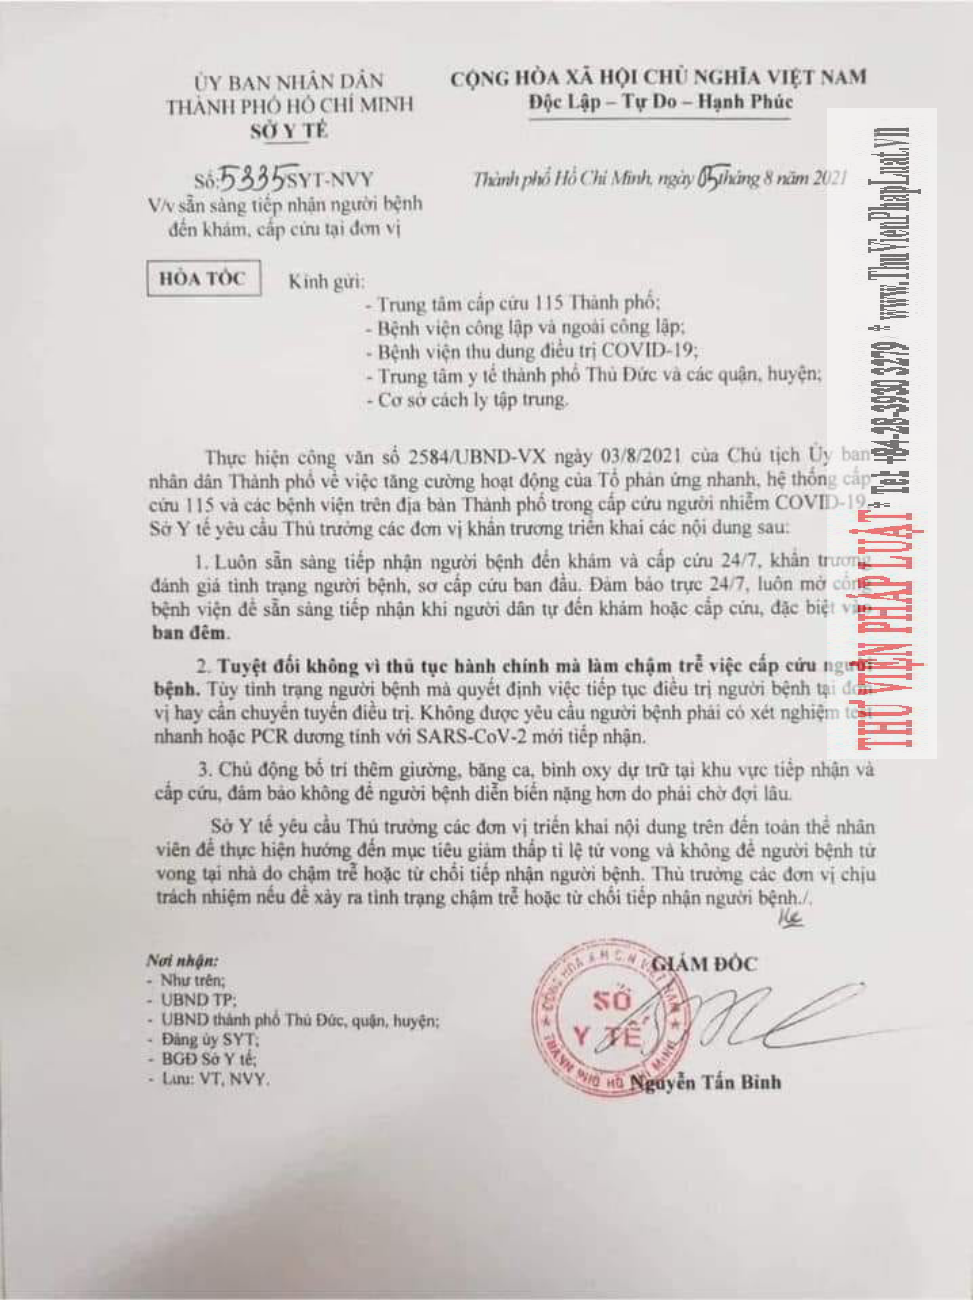 ỦY BAN NHÂN DÂN
THÀNH PHỐ HỒ CHÍ MINH
SỞ Y TẾ
CỘNG HÒA XÃ HỘI CHỦ NGHĨA VIỆT NAM
Độc Lập – Tự Do – Hạnh Phúc
Số: 5335 SYT-NVY
Thành phố Hồ Chí Minh, ngày 05 tháng 8 năm 2021
V/v sẵn sàng tiếp nhận người bệnh
đến khám, cấp cứu tại đơn vị
HỎA TỐC
Kính gửi:
- Trung tâm cấp cứu 115 Thành phố;
- Bệnh viện công lập và ngoài công lập;
- Bệnh viện thu dung điều trị COVID-19;
- Trung tâm y tế thành phố Thủ Đức và các quận, huyện;
- Cơ sở cách ly tập trung.
Thực hiện công văn số 2584/UBND-VX ngày 03/8/2021 của Chủ tịch Ủy ban
nhân dân Thành phố về việc tăng cường hoạt động của Tổ phản ứng nhanh, hệ thống cấp
cứu 115 và các bệnh viện trên địa bàn Thành phố trong cấp cứu người nhiễm COVID-19,
Sở Y tế yêu cầu Thủ trưởng các đơn vị khẩn trương triển khai các nội dung sau:
1. Luôn sẵn sàng tiếp nhận người bệnh đến khám và cấp cứu 24/7, khẩn trương
đánh giá tình trạng người bệnh, sơ cấp cứu ban đầu. Đảm bảo trực 24/7, luôn mở cổng
bệnh viện để sẵn sàng tiếp nhận khi người dân tự đến khám hoặc cấp cứu, đặc biệt vào
ban đêm.
2. Tuyệt đối không vì thủ tục hành chính mà làm chậm trễ việc cấp cứu người
bệnh. Tùy tình trạng người bệnh mà quyết định việc tiếp tục điều trị người bệnh tại đơn
vị hay cần chuyển tuyến điều trị. Không được yêu cầu người bệnh phải có xét nghiệm test
nhanh hoặc PCR dương tính với SARS-CoV-2 mới tiếp nhận.
3. Chủ động bố trí thêm giường, băng ca, bình oxy dự trữ tại khu vực tiếp nhận và
cấp cứu, đảm bảo không để người bệnh diễn biến nặng hơn do phải chờ đợi lâu.
Sở Y tế yêu cầu Thủ trưởng các đơn vị triển khai nội dung trên đến toàn thể nhân
viên để thực hiện hướng đến mục tiêu giảm thấp tỉ lệ tử vong và không để người bệnh tử
vong tại nhà do chậm trễ hoặc từ chối tiếp nhận người bệnh. Thủ trưởng các đơn vị chịu
trách nhiệm nếu để xảy ra tình trạng chậm trễ hoặc từ chối tiếp nhận người bệnh./.
Nơi nhận:
- Như trên;
- UBND TP;
- UBND thành phố Thủ Đức, quận, huyện;
- Đảng ủy SYT;
- BGĐ Sở Y tế;
- Lưu: VT, NVY.
GIÁM ĐỐC
CỘNG HÒA X.H.C.N VIỆT NAM
SỞ
Y TẾ
THÀNH PHỐ HỒ CHÍ MINH
Nguyễn Tấn Bỉnh
THƯ VIỆN PHÁP LUẬT * Tel: +84-28-3930 3279 * www.ThuVienPhapLuat.vn